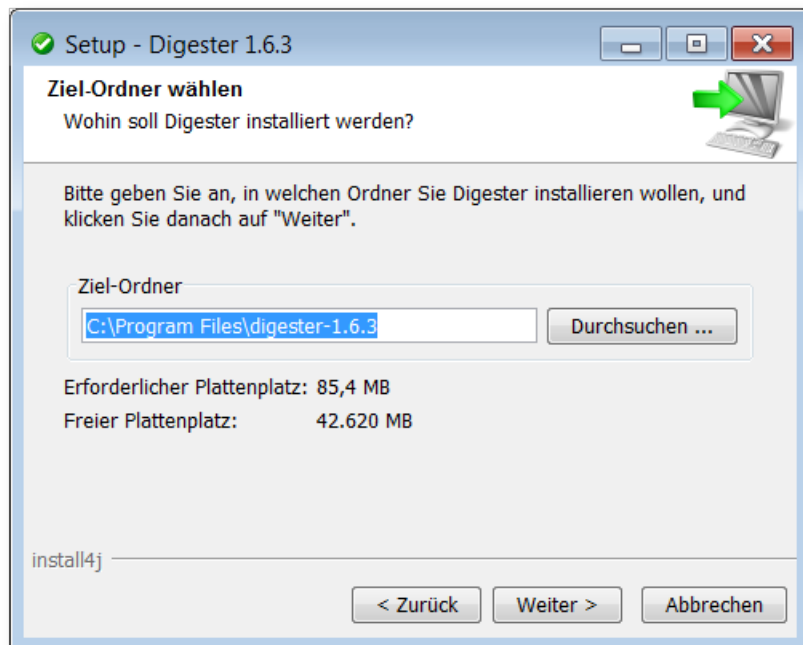 Setup - Digester 1.6.3
Ziel-Ordner wählen
Wohin soll Digester installiert werden?
Bitte geben Sie an, in welchen Ordner Sie Digester installieren wollen, und
klicken Sie danach auf "Weiter".
Ziel-Ordner
C:\Program Files\digester-1.6.3
Durchsuchen ...
Erforderlicher Plattenplatz: 85,4 MB
Freier Plattenplatz: 42.620 MB
install4j
< Zurück Weiter > Abbrechen